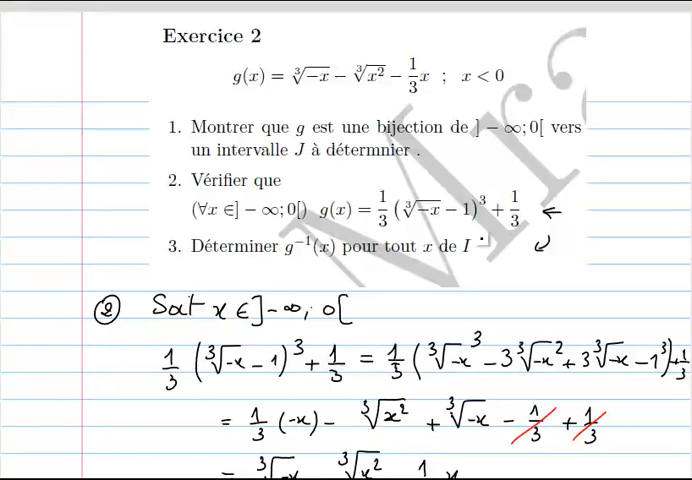 Exercice 2
g(x) = ∛(-x) − ∛(x²) − 1/3 x ; x < 0
1. Montrer que g est une bijection de ] − ∞; 0[ vers
un intervalle J à détermnier .
2. Vérifier que
(∀x ∈] − ∞; 0[) g(x) = 1/3 (∛(-x) − 1)³ + 1/3 ←
3. Déterminer g⁻¹(x) pour tout x de I
② Soit x ∈ ]-∞, 0[
1/3 (∛-x − 1)³ + 1/3 = 1/3 (∛-x³ − 3∛-x² + 3∛-x − 1³) + 1/3
= 1/3 (-x) − ∛x² + ∛-x − 1/3 + 1/3